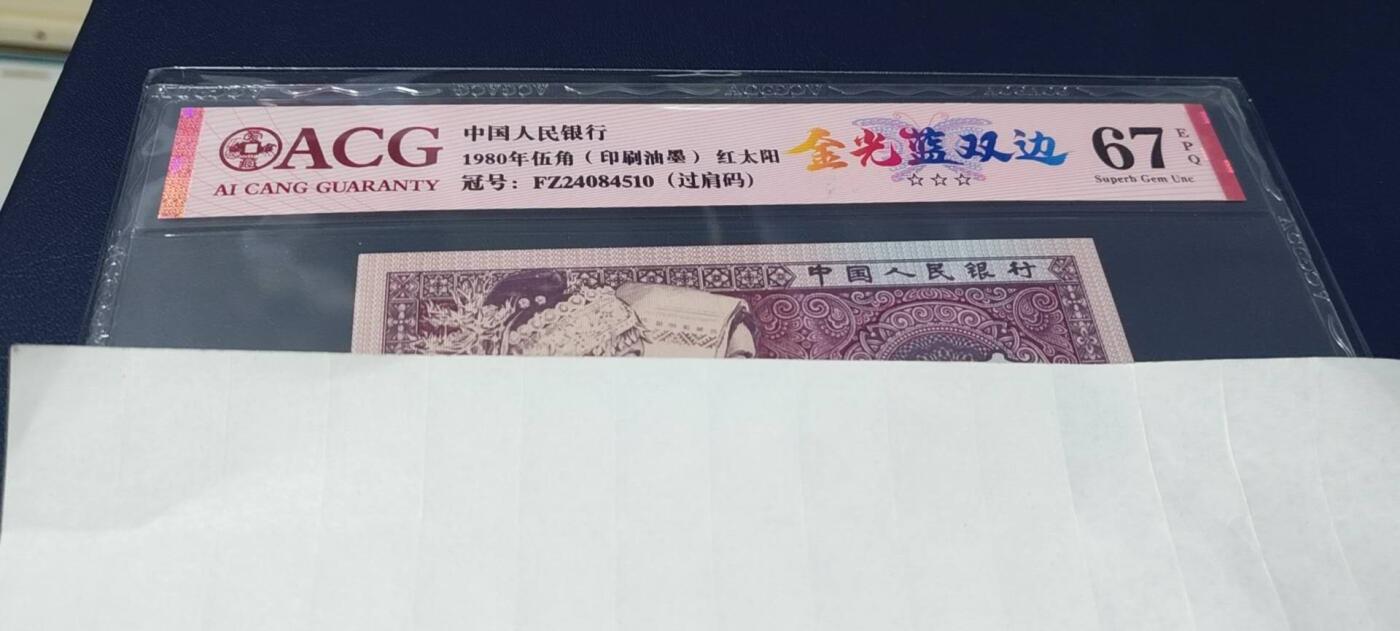 ACG
AI CANG GUARANTY
中国人民银行
1980年伍角（印刷油墨）红太阳
冠号：FZ24084510（过肩码）
金光蓝双边
☆☆☆
67
EPQ
Superb Gem Unc
中国人民银行